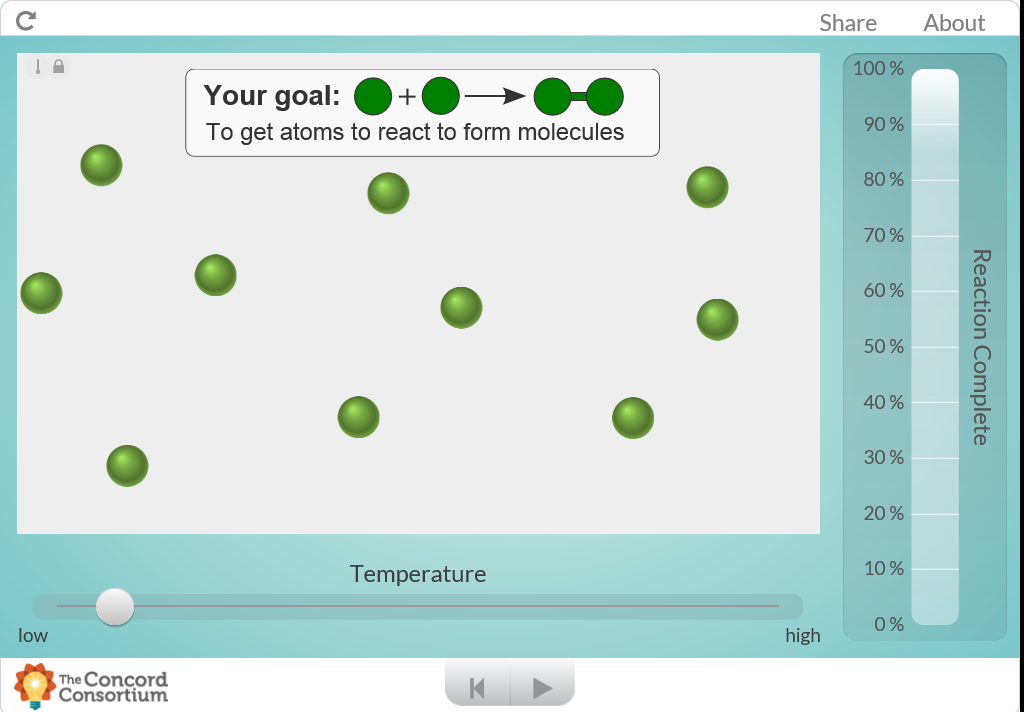 Share About
Your goal: +
To get atoms to react to form molecules
100 %
90 %
80 %
70 %
60 %
50 %
40 %
30 %
20 %
10 %
0 %
Reaction Complete
Temperature
low high
The Concord
Consortium